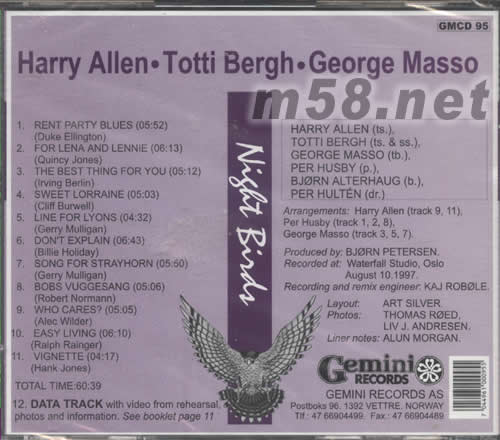 GMCD 95
Harry Allen • Totti Bergh • George Masso
m58.net
1. RENT PARTY BLUES (05:52)
(Duke Ellington)
2. FOR LENA AND LENNIE (06:13)
(Quincy Jones)
3. THE BEST THING FOR YOU (05:12)
(Irving Berlin)
4. SWEET LORRAINE (05:03)
(Cliff Burwell)
5. LINE FOR LYONS (04:32)
(Gerry Mulligan)
6. DON'T EXPLAIN (06:43)
(Billie Holiday)
7. SONG FOR STRAYHORN (05:50)
(Gerry Mulligan)
8. BOBS VUGGESANG (05:06)
(Robert Normann)
9. WHO CARES? (05:05)
(Alec Wilder)
10. EASY LIVING (06:10)
(Ralph Rainger)
11. VIGNETTE (04:17)
(Hank Jones)
TOTAL TIME: 60:39
12. DATA TRACK with video from rehearsal,
photos and information. See booklet page 11
Night Birds
HARRY ALLEN (ts.),
TOTTI BERGH (ts. & ss.),
GEORGE MASSO (tb.),
PER HUSBY (p.),
BJØRN ALTERHAUG (b.),
PER HULTÉN (dr.)
Arrangements: Harry Allen (track 9, 11),
Per Husby (track 1, 2, 8),
George Masso (track 3, 5, 7).
Produced by: BJØRN PETERSEN.
Recorded at: Waterfall Studio, Oslo
August 10.1997.
Recording and remix engineer: KAJ ROBØLE.
Layout: ART SILVER.
Photos: THOMAS RØED,
LIV J. ANDRESEN.
Liner notes: ALUN MORGAN.
Gemini
RECORDS
GEMINI RECORDS AS
Postboks 96. 1392 VETTRE. NORWAY
Tlf.: 47 66904499. Fax.: 47 66904489